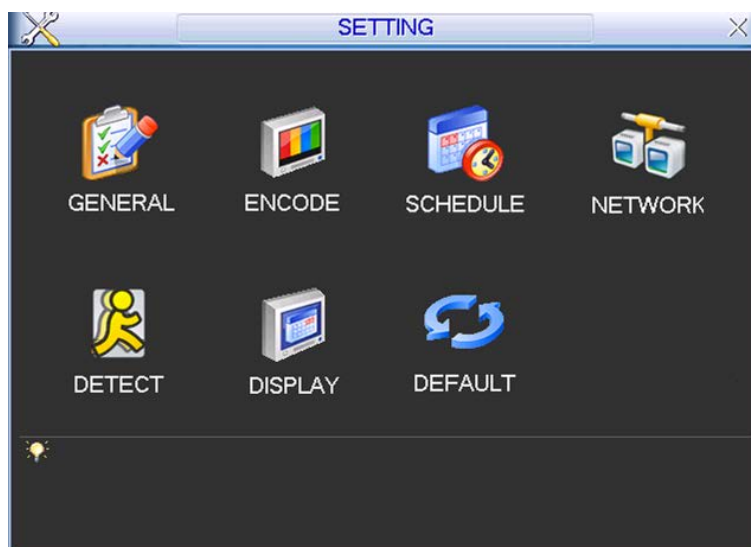 SETTING
GENERAL ENCODE SCHEDULE NETWORK
DETECT DISPLAY DEFAULT